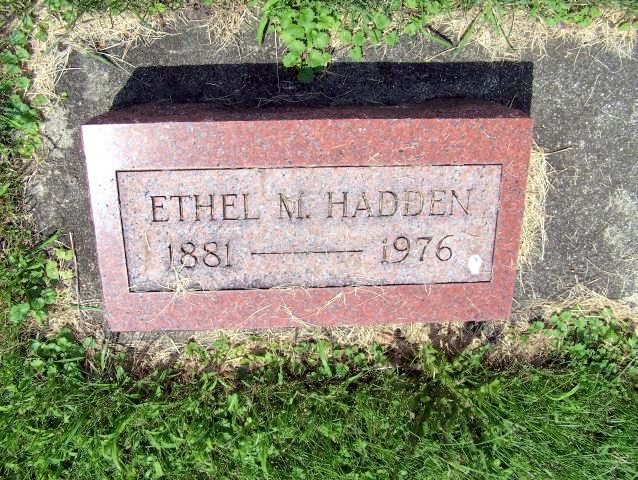 ETHEL M. HADDEN
1881 — 1976